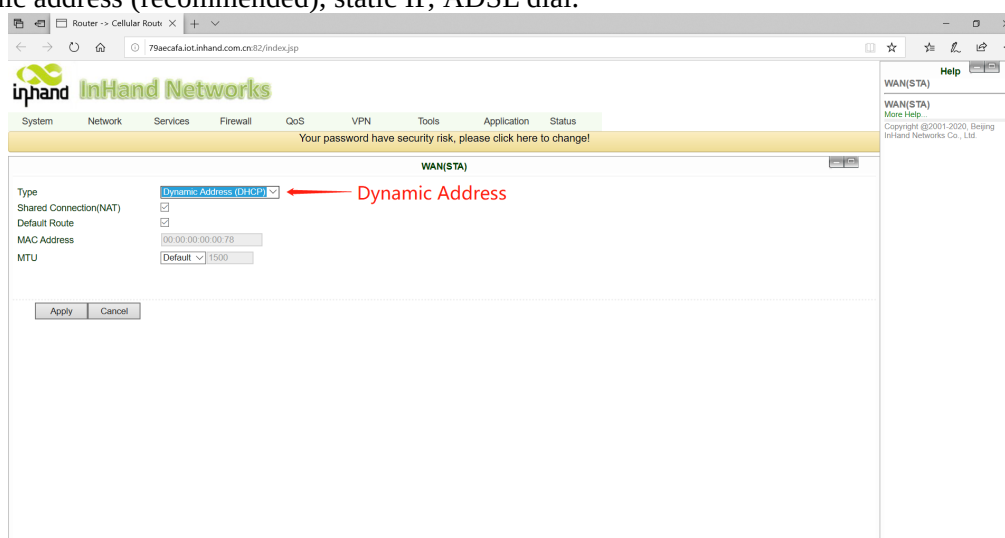 ic address (recommended), static IP, ADSL dial.
Router -> Cellular Route
79aecafa.iot.inhand.com.cn:82/index.jsp
inhand InHand Networks
Help
WAN(STA)
WAN(STA)
More Help...
Copyright @2001-2020, Beijing
InHand Networks Co., Ltd.
System Network Services Firewall QoS VPN Tools Application Status
Your password have security risk, please click here to change!
WAN(STA)
Type Dynamic Address (DHCP) Dynamic Address
Shared Connection(NAT)
Default Route
MAC Address 00:00:00:00:00:78
MTU Default 1500
Apply Cancel